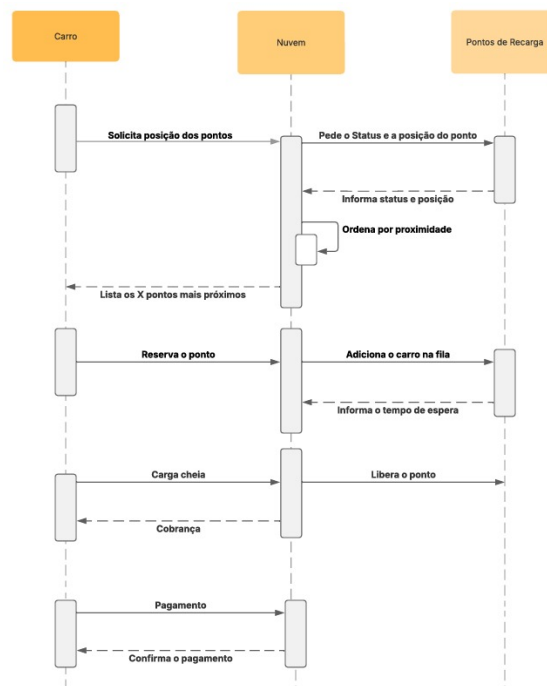 Carro
Nuvem
Pontos de Recarga
Solicita posição dos pontos
Pede o Status e a posição do ponto
Informa status e posição
Ordena por proximidade
Lista os X pontos mais próximos
Reserva o ponto
Adiciona o carro na fila
Informa o tempo de espera
Carga cheia
Libera o ponto
Cobrança
Pagamento
Confirma o pagamento